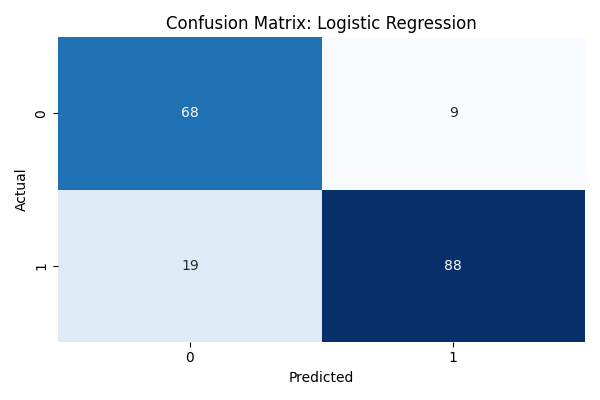 Confusion Matrix: Logistic Regression
Actual
0
68
9
1
19
88
0
1
Predicted